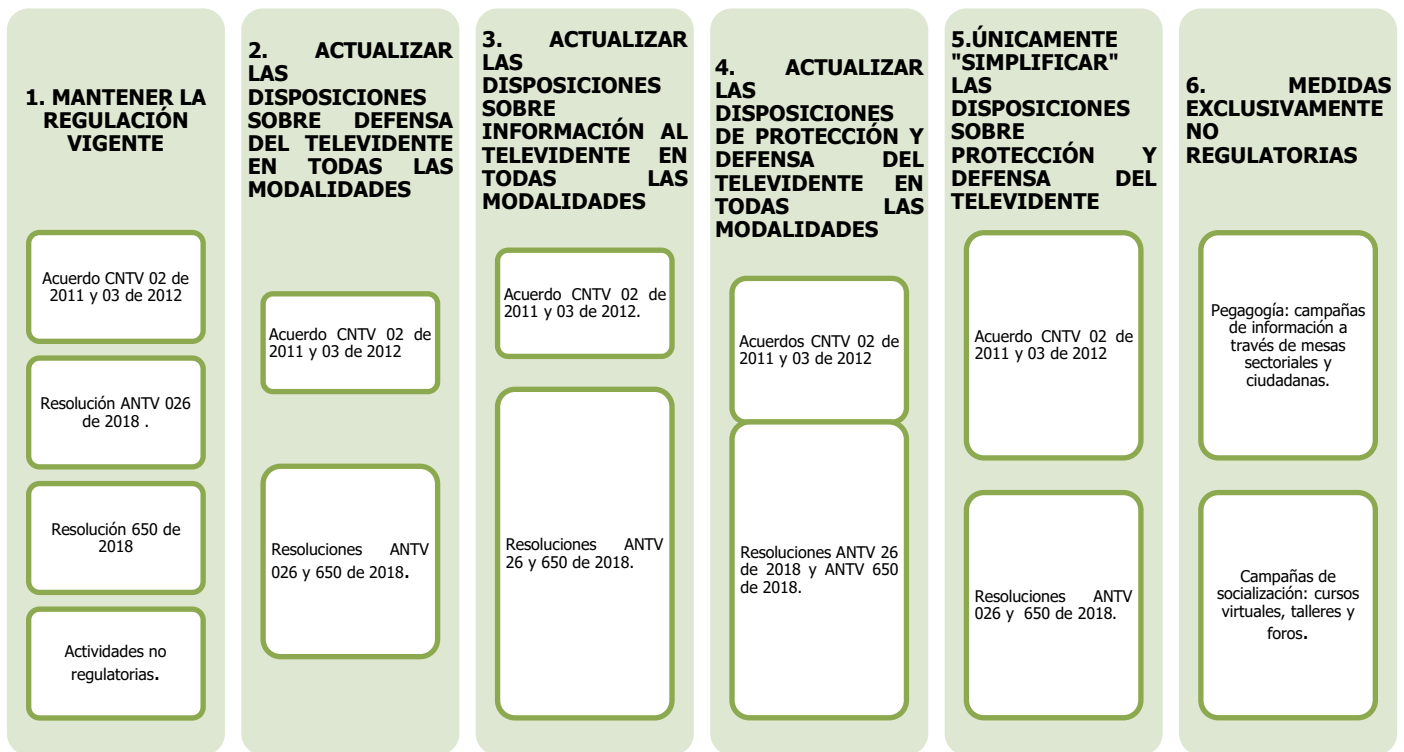 1. MANTENER LA
REGULACIÓN
VIGENTE
Acuerdo CNTV 02 de
2011 y 03 de 2012
Resolución ANTV 026
de 2018 .
Resolución 650 de
2018
Actividades no
regulatorias.
2. ACTUALIZAR
LAS
DISPOSICIONES
SOBRE DEFENSA
DEL TELEVIDENTE
EN TODAS LAS
MODALIDADES
Acuerdo CNTV 02 de
2011 y 03 de 2012
Resoluciones ANTV
026 y 650 de 2018.
3. ACTUALIZAR
LAS
DISPOSICIONES
SOBRE
INFORMACIÓN AL
TELEVIDENTE EN
TODAS LAS
MODALIDADES
Acuerdo CNTV 02 de
2011 y 03 de 2012.
Resoluciones ANTV
26 y 650 de 2018.
4. ACTUALIZAR
LAS
DISPOSICIONES
DE PROTECCIÓN Y
DEFENSA DEL
TELEVIDENTE EN
TODAS LAS
MODALIDADES
Acuerdos CNTV 02 de
2011 y 03 de 2012
Resoluciones ANTV 26
de 2018 y ANTV 650
de 2018.
5.ÚNICAMENTE
"SIMPLIFICAR"
LAS
DISPOSICIONES
SOBRE
PROTECCIÓN Y
DEFENSA DEL
TELEVIDENTE
Acuerdo CNTV 02 de
2011 y 03 de 2012
Resoluciones ANTV
026 y 650 de 2018.
6. MEDIDAS
EXCLUSIVAMENTE
NO
REGULATORIAS
Pegagogía: campañas
de información a
través de mesas
sectoriales y
ciudadanas.
Campañas de
socialización: cursos
virtuales, talleres y
foros.